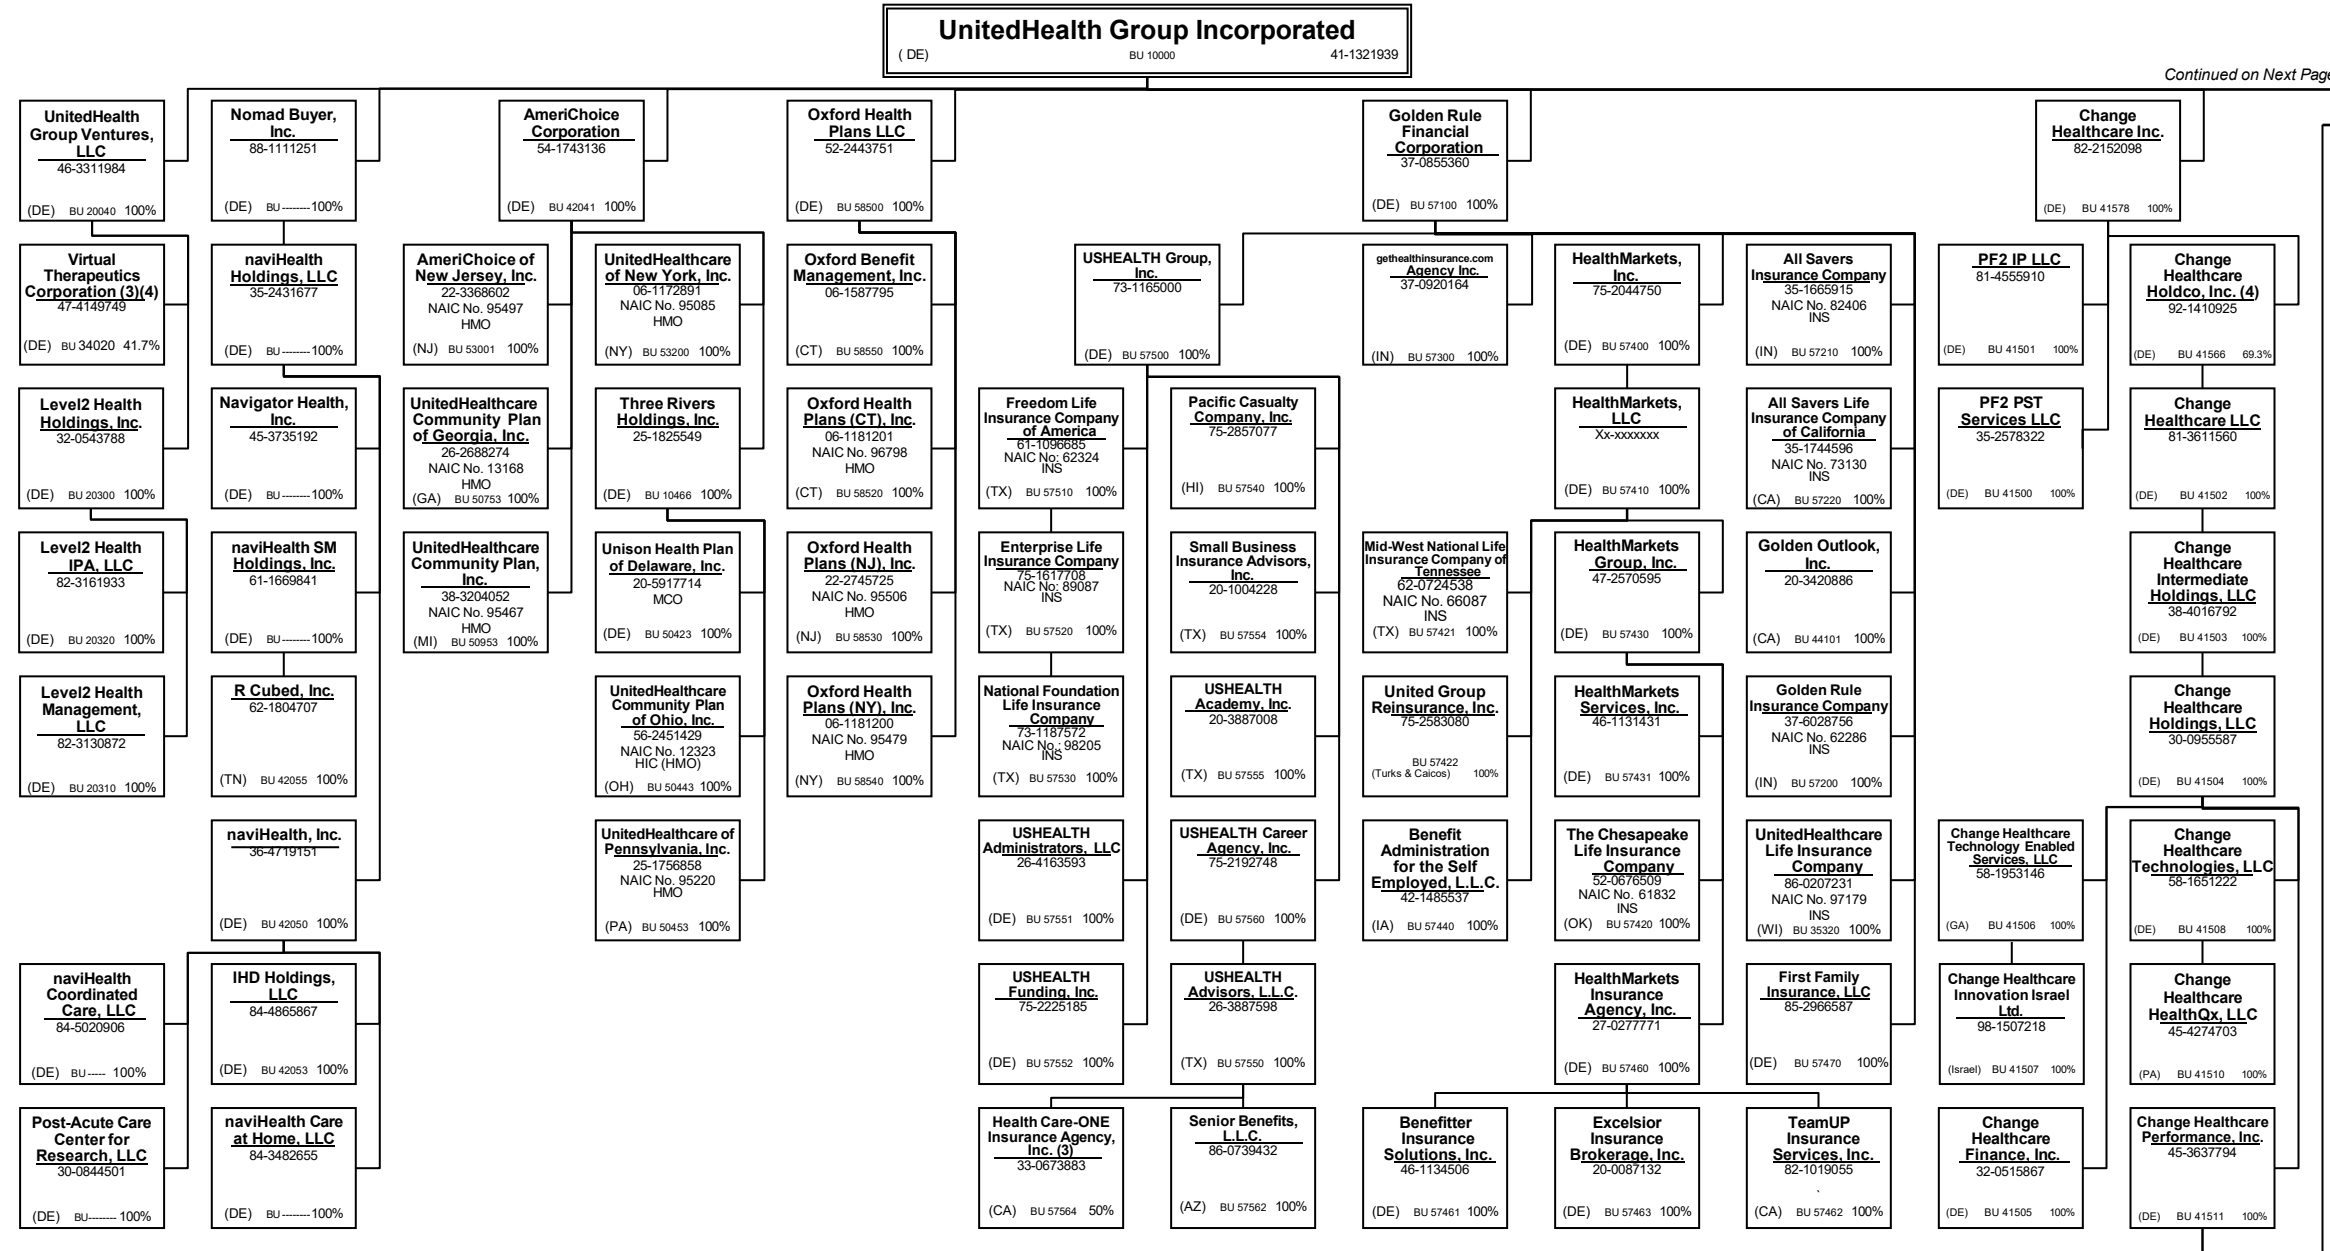 UnitedHealth Group Incorporated
( DE) BU 10000 41-1321939
Continued on Next Page
UnitedHealth
Group Ventures,
LLC
46-3311984
(DE) BU 20040 100%
Nomad Buyer,
Inc.
88-1111251
(DE) BU -------- 100%
AmeriChoice
Corporation
54-1743136
(DE) BU 42041 100%
Oxford Health
Plans LLC
52-2443751
(DE) BU 58500 100%
Golden Rule
Financial
Corporation
37-0855360
(DE) BU 57100 100%
Change
Healthcare Inc.
82-2152098
(DE) BU 41578 100%
Virtual
Therapeutics
Corporation (3)(4)
47-4149749
(DE) BU 34020 41.7%
naviHealth
Holdings, LLC
35-2431677
(DE) BU -------- 100%
AmeriChoice of
New Jersey, Inc.
22-3368602
NAIC No. 95497
HMO
(NJ) BU 53001 100%
UnitedHealthcare
of New York, Inc.
06-1172891
NAIC No. 95085
HMO
(NY) BU 53200 100%
Oxford Benefit
Management, Inc.
06-1587795
(CT) BU 58550 100%
USHEALTH Group,
Inc.
73-1165000
(DE) BU 57500 100%
gethealthinsurance.com
Agency Inc.
37-0920164
(IN) BU 57300 100%
HealthMarkets,
Inc.
75-2044750
(DE) BU 57400 100%
All Savers
Insurance Company
35-1665915
NAIC No. 82406
INS
(IN) BU 57210 100%
PF2 IP LLC
81-4555910
(DE) BU 41501 100%
Change
Healthcare
Holdco, Inc. (4)
92-1410925
(DE) BU 41566 69.3%
Level2 Health
Holdings, Inc.
32-0543788
(DE) BU 20300 100%
Navigator Health,
Inc.
45-3735192
(DE) BU -------- 100%
UnitedHealthcare
Community Plan
of Georgia, Inc.
26-2688274
NAIC No. 13168
HMO
(GA) BU 50753 100%
Three Rivers
Holdings, Inc.
25-1825549
(DE) BU 10466 100%
Oxford Health
Plans (CT), Inc.
06-1181201
NAIC No. 96798
HMO
(CT) BU 58520 100%
Freedom Life
Insurance Company
of America
61-1096685
NAIC No: 62324
INS
(TX) BU 57510 100%
Pacific Casualty
Company, Inc.
75-2857077
(HI) BU 57540 100%
HealthMarkets,
LLC
Xx-xxxxxxx
(DE) BU 57410 100%
All Savers Life
Insurance Company
of California
35-1744596
NAIC No. 73130
INS
(CA) BU 57220 100%
PF2 PST
Services LLC
35-2578322
(DE) BU 41500 100%
Change
Healthcare LLC
81-3611560
(DE) BU 41502 100%
Level2 Health
IPA, LLC
82-3161933
(DE) BU 20320 100%
naviHealth SM
Holdings, Inc.
61-1669841
(DE) BU -------- 100%
UnitedHealthcare
Community Plan,
Inc.
38-3204052
NAIC No. 95467
HMO
(MI) BU 50953 100%
Unison Health Plan
of Delaware, Inc.
20-5917714
MCO
(DE) BU 50423 100%
Oxford Health
Plans (NJ), Inc.
22-2745725
NAIC No. 95506
HMO
(NJ) BU 58530 100%
Enterprise Life
Insurance Company
75-1617708
NAIC No: 89087
INS
(TX) BU 57520 100%
Small Business
Insurance Advisors,
Inc.
20-1004228
(TX) BU 57554 100%
Mid-West National Life
Insurance Company of
Tennessee
62-0724538
NAIC No. 66087
INS
(TX) BU 57421 100%
HealthMarkets
Group, Inc.
47-2570595
(DE) BU 57430 100%
Golden Outlook,
Inc.
20-3420886
(CA) BU 44101 100%
Change
Healthcare
Intermediate
Holdings, LLC
38-4016792
(DE) BU 41503 100%
Level2 Health
Management,
LLC
82-3130872
(DE) BU 20310 100%
R Cubed, Inc.
62-1804707
(TN) BU 42055 100%
UnitedHealthcare
Community Plan
of Ohio, Inc.
56-2451429
NAIC No. 12323
HIC (HMO)
(OH) BU 50443 100%
Oxford Health
Plans (NY), Inc.
06-1181200
NAIC No. 95479
HMO
(NY) BU 58540 100%
National Foundation
Life Insurance
Company
73-1187572
NAIC No.: 98205
INS
(TX) BU 57530 100%
USHEALTH
Academy, Inc.
20-3887008
(TX) BU 57555 100%
United Group
Reinsurance, Inc.
75-2583080
BU 57422
(Turks & Caicos) 100%
HealthMarkets
Services, Inc.
46-1131431
(DE) BU 57431 100%
Golden Rule
Insurance Company
37-6028756
NAIC No. 62286
INS
(IN) BU 57200 100%
Change
Healthcare
Holdings, LLC
30-0955587
(DE) BU 41504 100%
naviHealth, Inc.
36-4719151
(DE) BU 42050 100%
UnitedHealthcare of
Pennsylvania, Inc.
25-1756858
NAIC No. 95220
HMO
(PA) BU 50453 100%
USHEALTH
Administrators, LLC
26-4163593
(DE) BU 57551 100%
USHEALTH Career
Agency, Inc.
75-2192748
(DE) BU 57560 100%
Benefit
Administration
for the Self
Employed, L.L.C.
42-1485537
(IA) BU 57440 100%
The Chesapeake
Life Insurance
Company
52-0676509
NAIC No. 61832
INS
(OK) BU 57420 100%
UnitedHealthcare
Life Insurance
Company
86-0207231
NAIC No. 97179
INS
(WI) BU 35320 100%
Change Healthcare
Technology Enabled
Services, LLC
58-1953146
(GA) BU 41506 100%
Change
Healthcare
Technologies, LLC
58-1651222
(DE) BU 41508 100%
naviHealth
Coordinated
Care, LLC
84-5020906
(DE) BU ----- 100%
IHD Holdings,
LLC
84-4865867
(DE) BU 42053 100%
USHEALTH
Funding, Inc.
75-2225185
(DE) BU 57552 100%
USHEALTH
Advisors, L.L.C.
26-3887598
(TX) BU 57550 100%
HealthMarkets
Insurance
Agency, Inc.
27-0277771
(DE) BU 57460 100%
First Family
Insurance, LLC
85-2966587
(DE) BU 57470 100%
Change Healthcare
Innovation Israel
Ltd.
98-1507218
(Israel) BU 41507 100%
Change
Healthcare
HealthQx, LLC
45-4274703
(PA) BU 41510 100%
Post-Acute Care
Center for
Research, LLC
30-0844501
(DE) BU-------- 100%
naviHealth Care
at Home, LLC
84-3482655
(DE) BU -------- 100%
Health Care-ONE
Insurance Agency,
Inc. (3)
33-0673883
(CA) BU 57564 50%
Senior Benefits,
L.L.C.
86-0739432
(AZ) BU 57562 100%
Benefitter
Insurance
Solutions, Inc.
46-1134506
(DE) BU 57461 100%
Excelsior
Insurance
Brokerage, Inc.
20-0087132
(DE) BU 57463 100%
TeamUP
Insurance
Services, Inc.
82-1019055
(CA) BU 57462 100%
Change
Healthcare
Finance, Inc.
32-0515867
(DE) BU 41505 100%
Change Healthcare
Performance, Inc.
45-3637794
(DE) BU 41511 100%